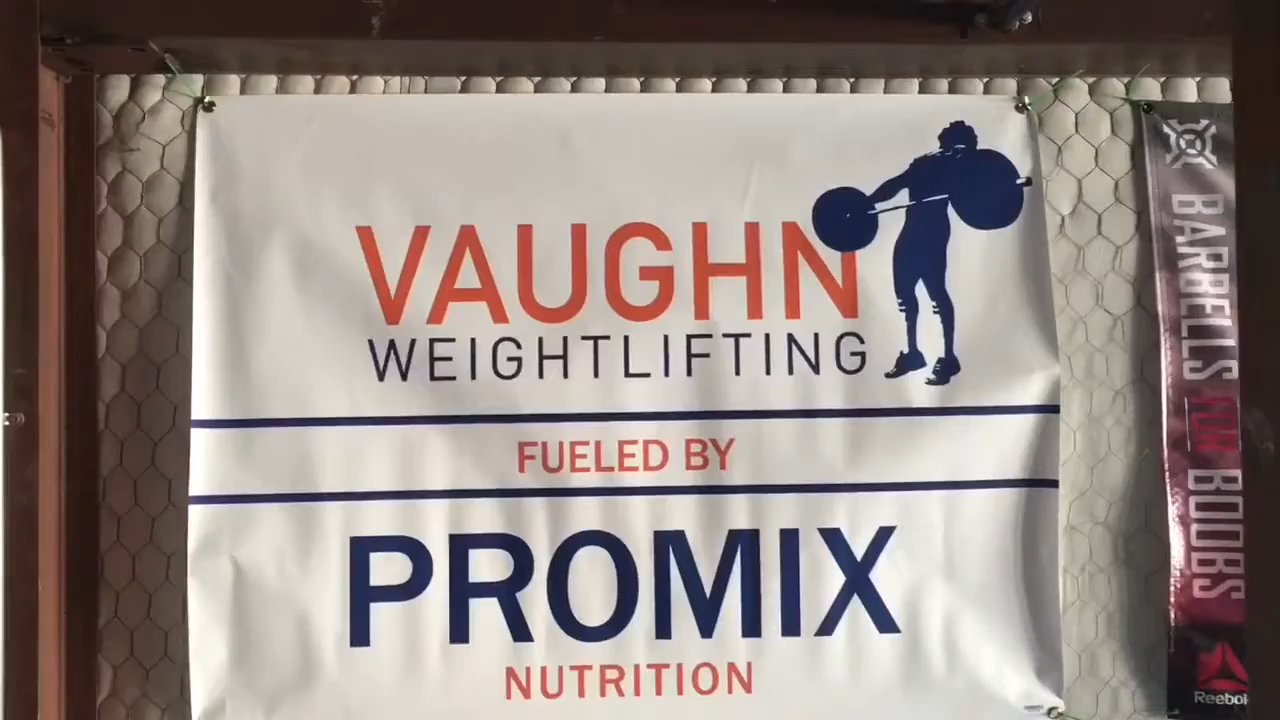 VAUGHN
WEIGHTLIFTING
FUELED BY
PROMIX
NUTRITION
BARBELLS FOR BOOBS
Reebok